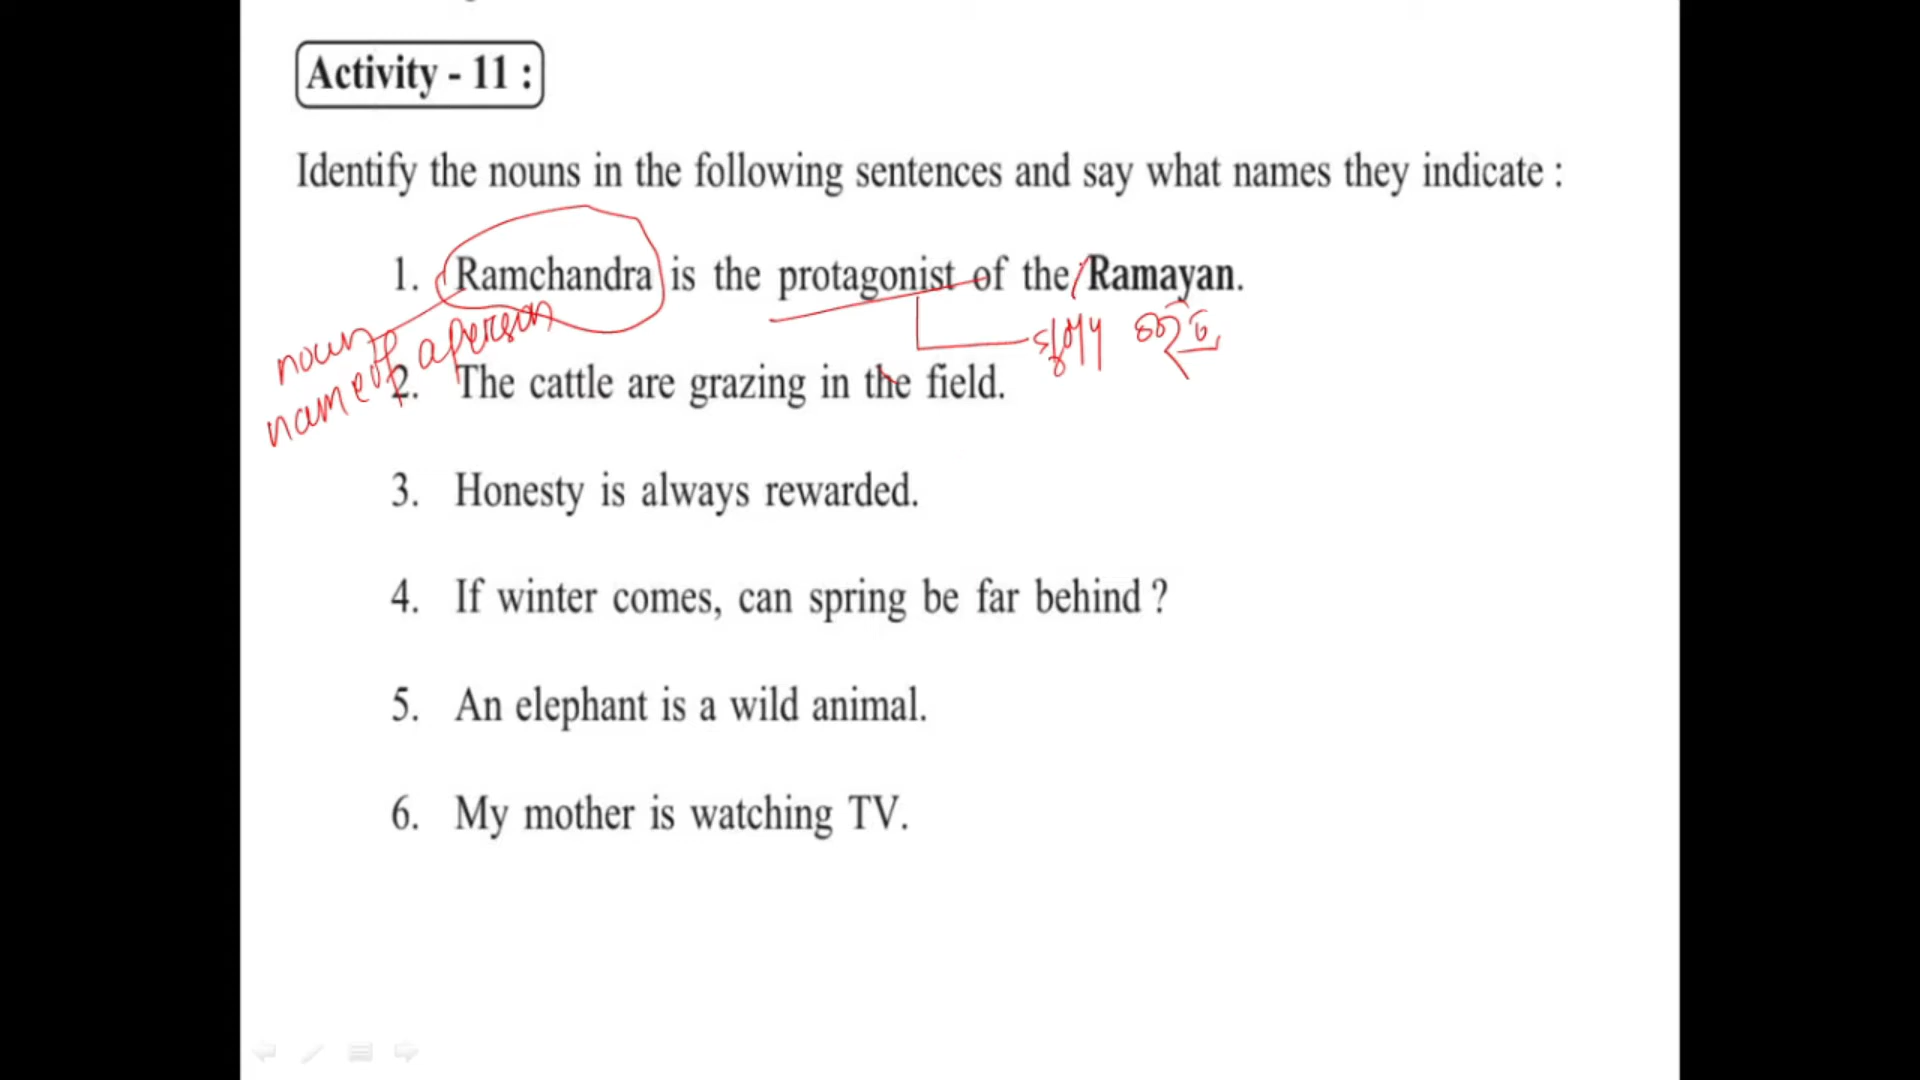 Activity - 11 :
Identify the nouns in the following sentences and say what names they indicate :
1. Ramchandra is the protagonist of the Ramayan.
noun
name of a person
2. The cattle are grazing in the field.
3. Honesty is always rewarded.
4. If winter comes, can spring be far behind ?
5. An elephant is a wild animal.
6. My mother is watching TV.